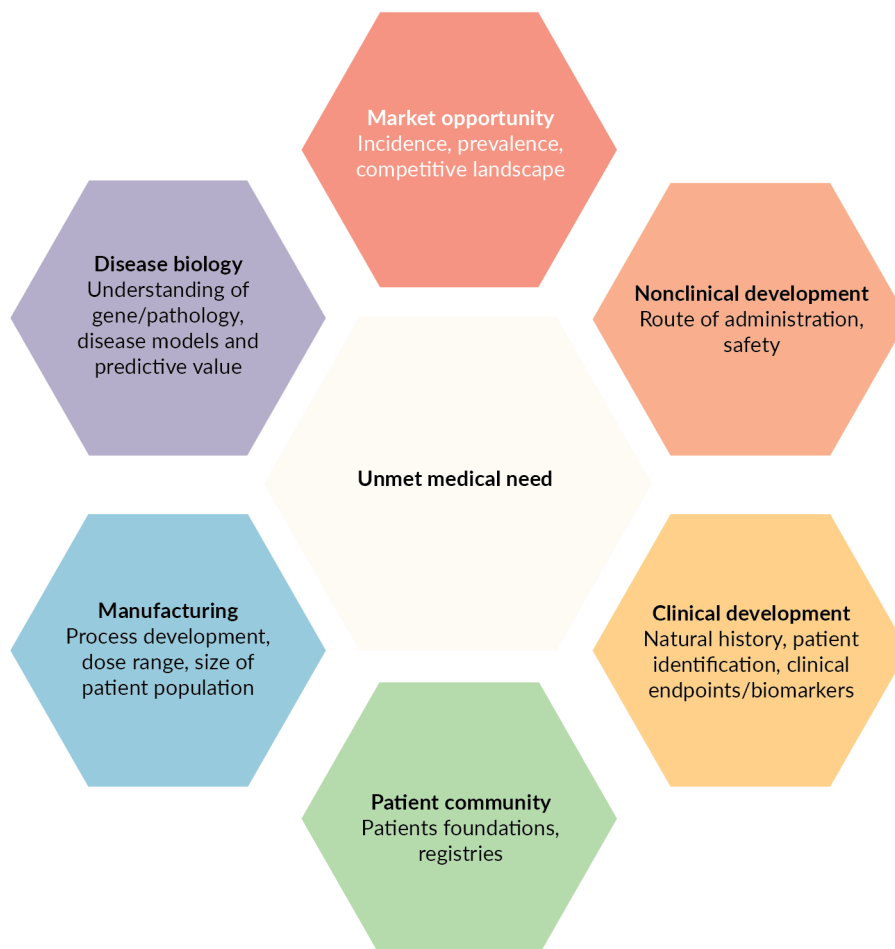 Market opportunity
Incidence, prevalence,
competitive landscape
Disease biology
Understanding of
gene/pathology,
disease models and
predictive value
Nonclinical development
Route of administration,
safety
Unmet medical need
Manufacturing
Process development,
dose range, size of
patient population
Clinical development
Natural history, patient
identification, clinical
endpoints/biomarkers
Patient community
Patients foundations,
registries